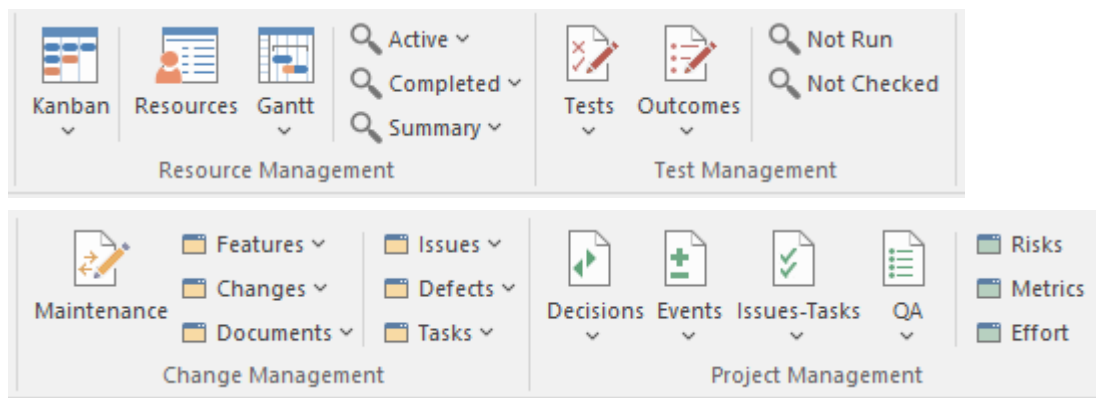 Kanban
Resources
Gantt
Active
Completed
Summary
Resource Management
Tests
Outcomes
Not Run
Not Checked
Test Management
Maintenance
Features
Changes
Documents
Issues
Defects
Tasks
Change Management
Decisions
Events
Issues-Tasks
QA
Risks
Metrics
Effort
Project Management